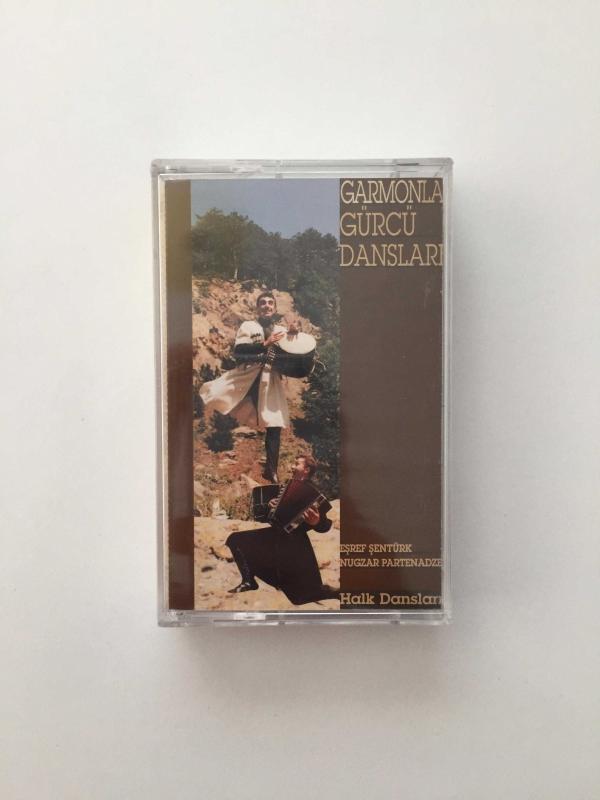 GARMONLA
GÜRCÜ
DANSLARI
EŞREF ŞENTÜRK
NUGZAR PARTENADZE
Halk Dansları